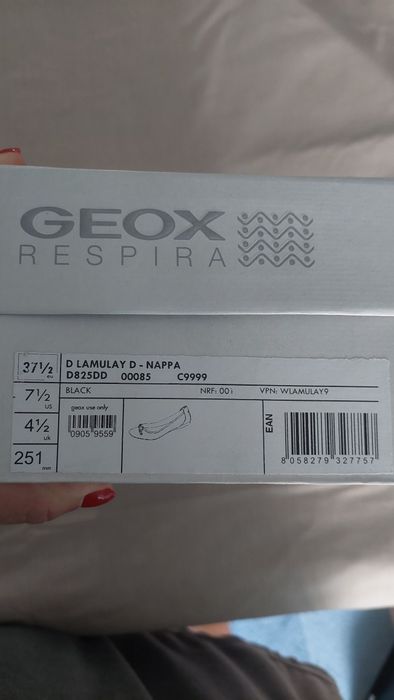 GEOX
RESPIRA
37½ eu
D LAMULAY D - NAPPA
D825DD 00085 C9999
7½ us
BLACK NRF: 001 VPN: WLAMULAY9
4½ uk
geox use only
0905 9559
EAN
8 058279 327757
251 mm